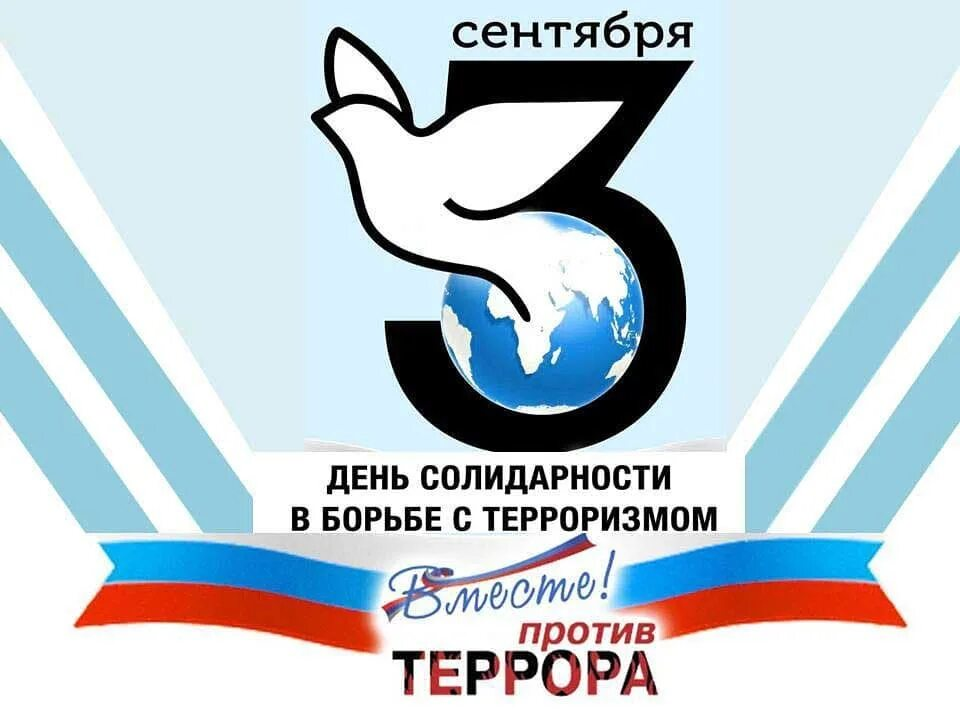 сентября
3
ДЕНЬ СОЛИДАРНОСТИ
В БОРЬБЕ С ТЕРРОРИЗМОМ
Вместе!
против
ТЕРРОРА